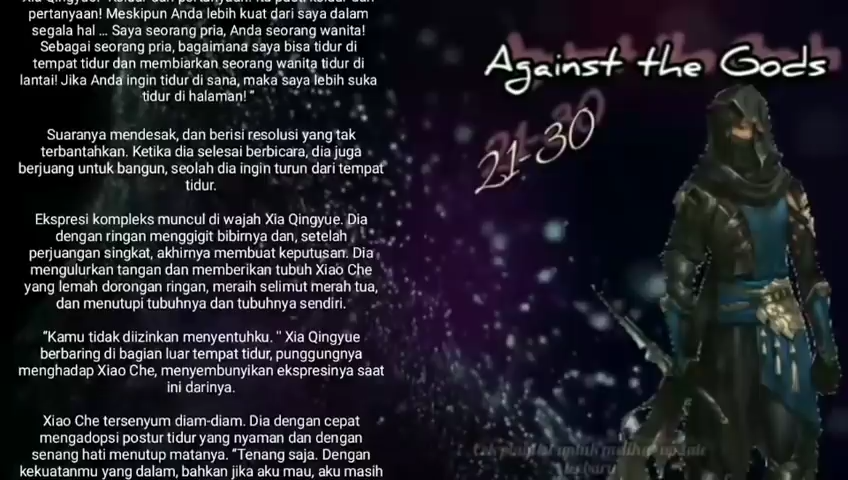 pertanyaan! Meskipun Anda lebih kuat dari saya dalam
segala hal ... Saya seorang pria, Anda seorang wanita!
Sebagai seorang pria, bagaimana saya bisa tidur di
tempat tidur dan membiarkan seorang wanita tidur di
lantai! Jika Anda ingin tidur di sana, maka saya lebih suka
tidur di halaman! "
Suaranya mendesak, dan berisi resolusi yang tak
terbantahkan. Ketika dia selesai berbicara, dia juga
berjuang untuk bangun, seolah dia ingin turun dari tempat
tidur.
Ekspresi kompleks muncul di wajah Xia Qingyue. Dia
dengan ringan menggigit bibirnya dan, setelah
perjuangan singkat, akhirnya membuat keputusan. Dia
mengulurkan tangan dan memberikan tubuh Xiao Che
yang lemah dorongan ringan, meraih selimut merah tua,
dan menutupi tubuhnya dan tubuhnya sendiri.
"Kamu tidak diizinkan menyentuhku. " Xia Qingyue
berbaring di bagian luar tempat tidur, punggungnya
menghadap Xiao Che, menyembunyikan ekspresinya saat
ini darinya.
Xiao Che tersenyum diam-diam. Dia dengan cepat
mengadopsi postur tidur yang nyaman dan dengan
senang hati menutup matanya. "Tenang saja. Dengan
kekuatanmu yang dalam, bahkan jika aku mau, aku masih
Against the Gods
21-30